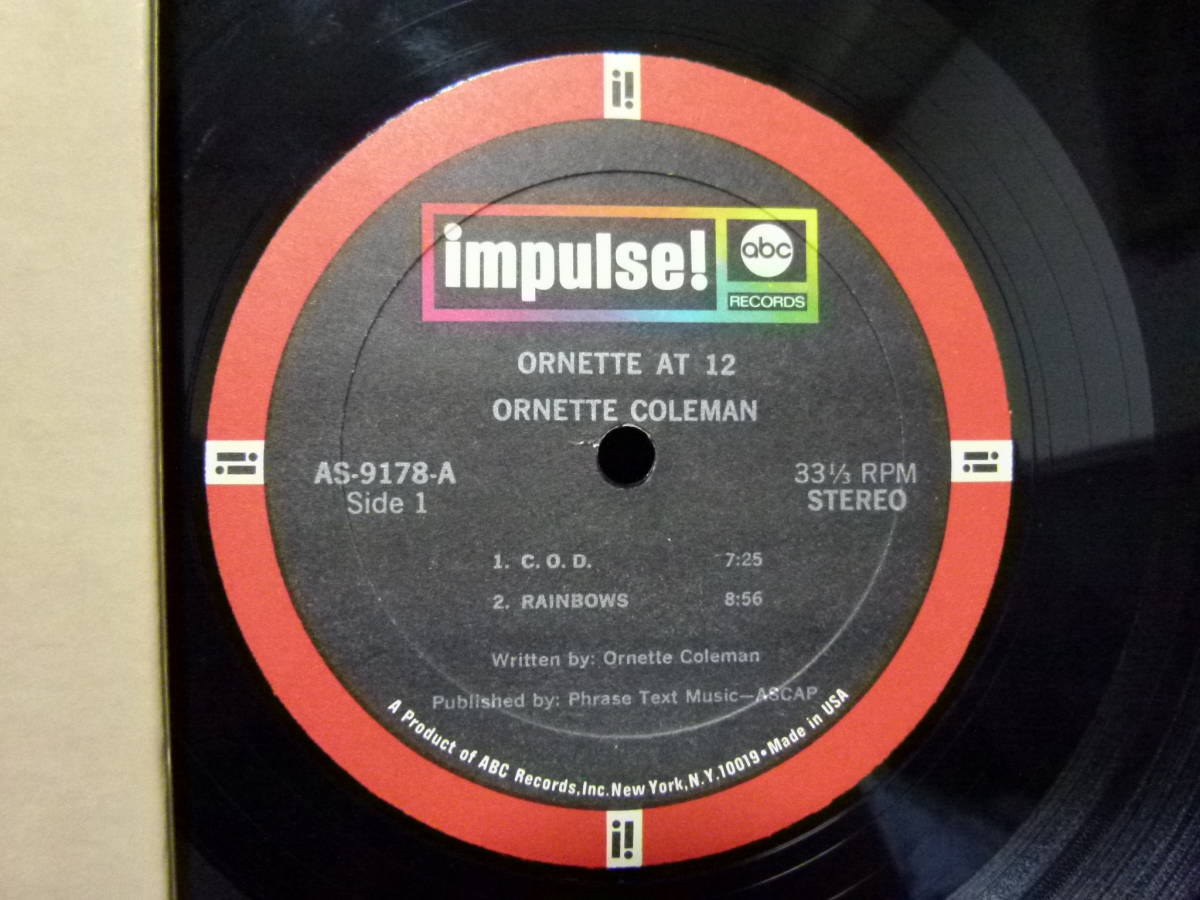 i!
impulse!
abc
RECORDS
ORNETTE AT 12
ORNETTE COLEMAN
i!
AS-9178-A
Side 1
33⅓ RPM
STEREO
i!
1. C. O. D. 7:25
2. RAINBOWS 8:56
Written by: Ornette Coleman
Published by: Phrase Text Music—ASCAP
A Product of ABC Records,Inc.New York,N.Y.10019•Made in USA
i!